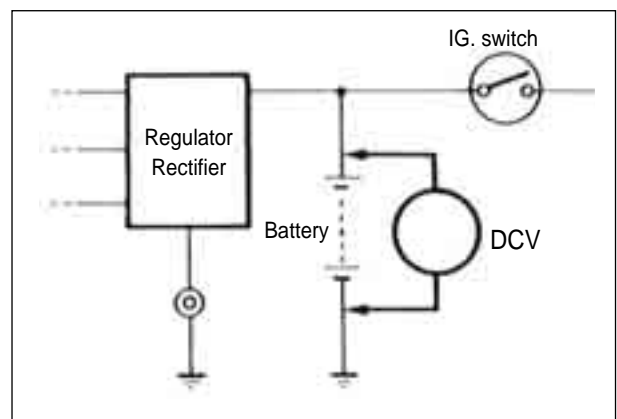 IG. switch
Regulator
Rectifier
Battery
DCV